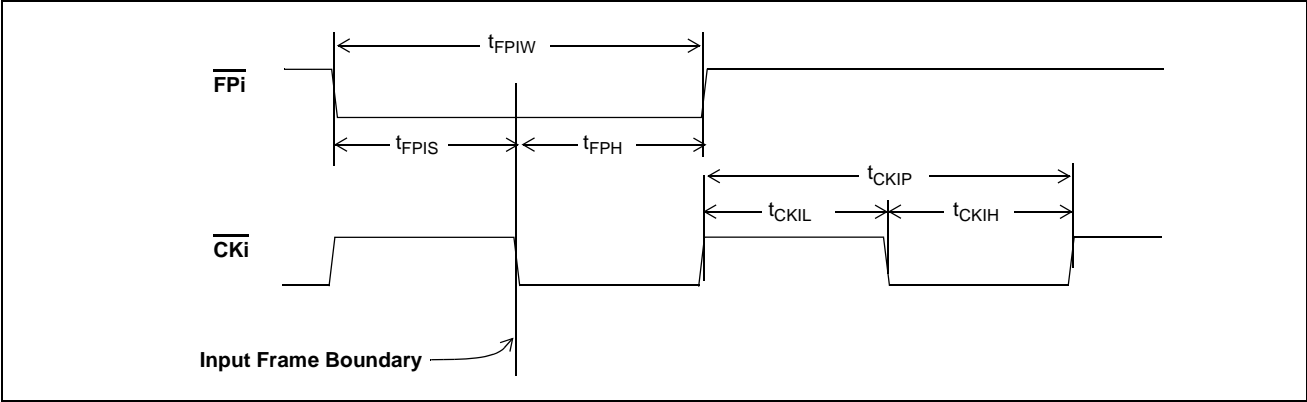 tFPIW
FPi
tFPIS
tFPH
tCKIP
tCKIL
tCKIH
CKi
Input Frame Boundary